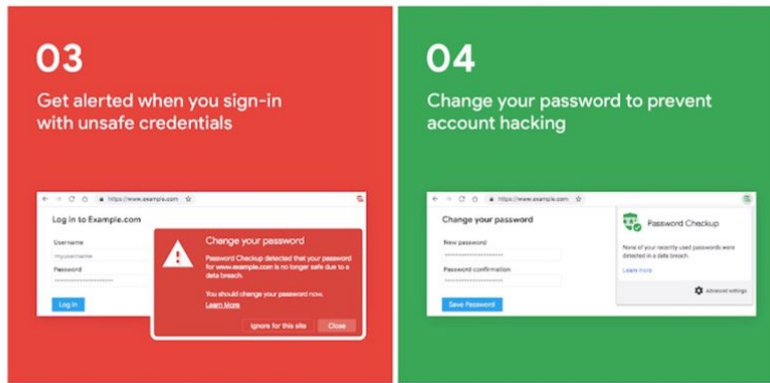 03
Get alerted when you sign-in
with unsafe credentials
https://www.example.com
Log in to Example.com
Username
myusername
Password
Log in
Change your password
Password Checkup detected that your password
for www.example.com is no longer safe due to a
data breach.
You should change your password now.
Learn More
Ignore for this site
Close
04
Change your password to prevent
account hacking
https://www.example.com
Change your password
New password
Password confirmation
Save Password
Password Checkup
None of your recently used passwords were
detected in a data breach.
Learn more
Advanced settings